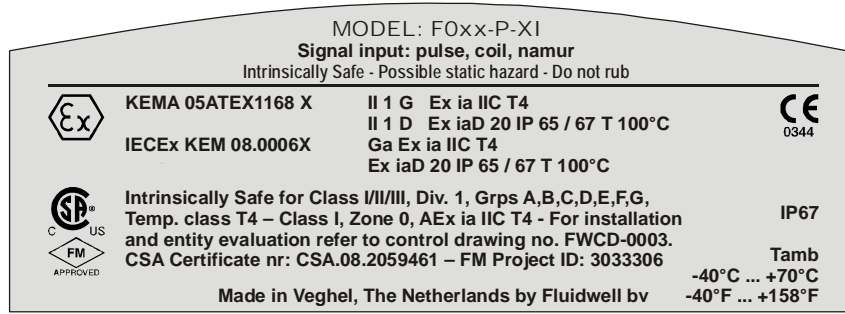 MODEL: F0xx-P-XI
Signal input: pulse, coil, namur
Intrinsically Safe - Possible static hazard - Do not rub
KEMA 05ATEX1168 X II 1 G Ex ia IIC T4
II 1 D Ex iaD 20 IP 65 / 67 T 100°C
IECEx KEM 08.0006X Ga Ex ia IIC T4
Ex iaD 20 IP 65 / 67 T 100°C
Ex
CE
0344
Intrinsically Safe for Class I/II/III, Div. 1, Grps A,B,C,D,E,F,G,
Temp. class T4 – Class I, Zone 0, AEx ia IIC T4 - For installation
and entity evaluation refer to control drawing no. FWCD-0003.
CSA Certificate nr: CSA.08.2059461 – FM Project ID: 3033306
SA ®
C US
FM
APPROVED
IP67
Tamb
-40°C ... +70°C
Made in Veghel, The Netherlands by Fluidwell bv -40°F ... +158°F